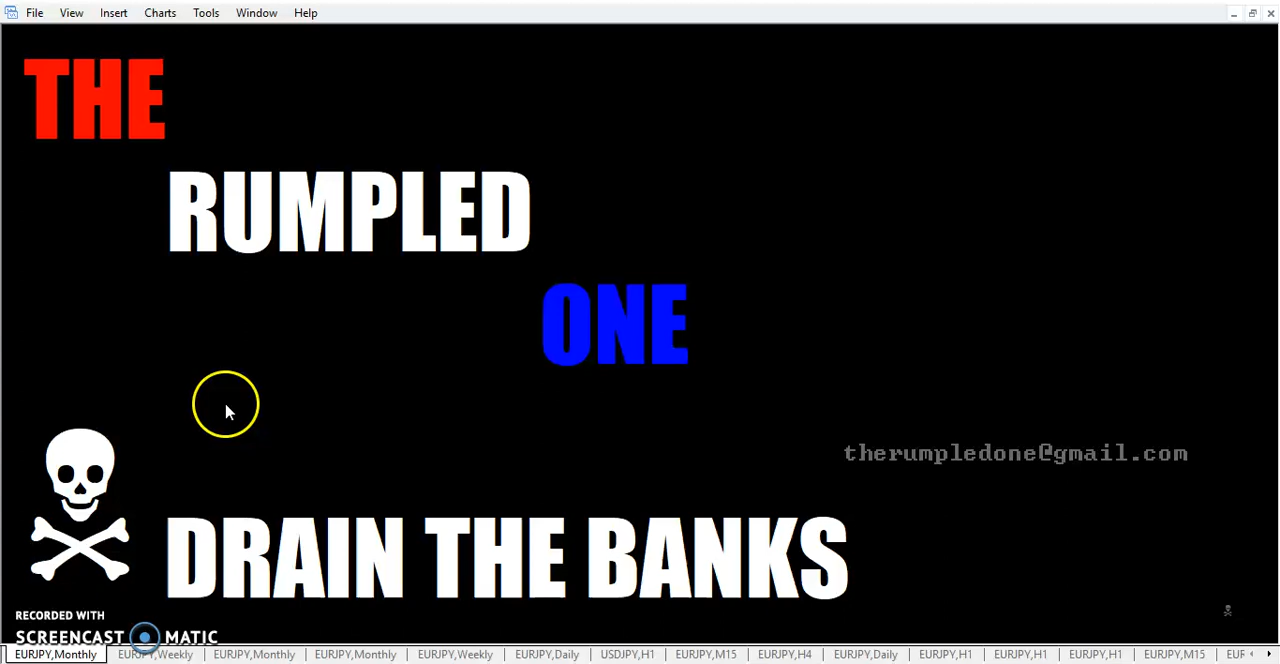 File View Insert Charts Tools Window Help
THE
RUMPLED
ONE
therumpledone@gmail.com
DRAIN THE BANKS
RECORDED WITH
SCREENCAST MATIC
EURJPY,Monthly EURJPY,Weekly EURJPY,Monthly EURJPY,Monthly EURJPY,Weekly EURJPY,Daily USDJPY,H1 EURJPY,M15 EURJPY,H4 EURJPY,Daily EURJPY,H1 EURJPY,H1 EURJPY,H1 EURJPY,M15 EUR